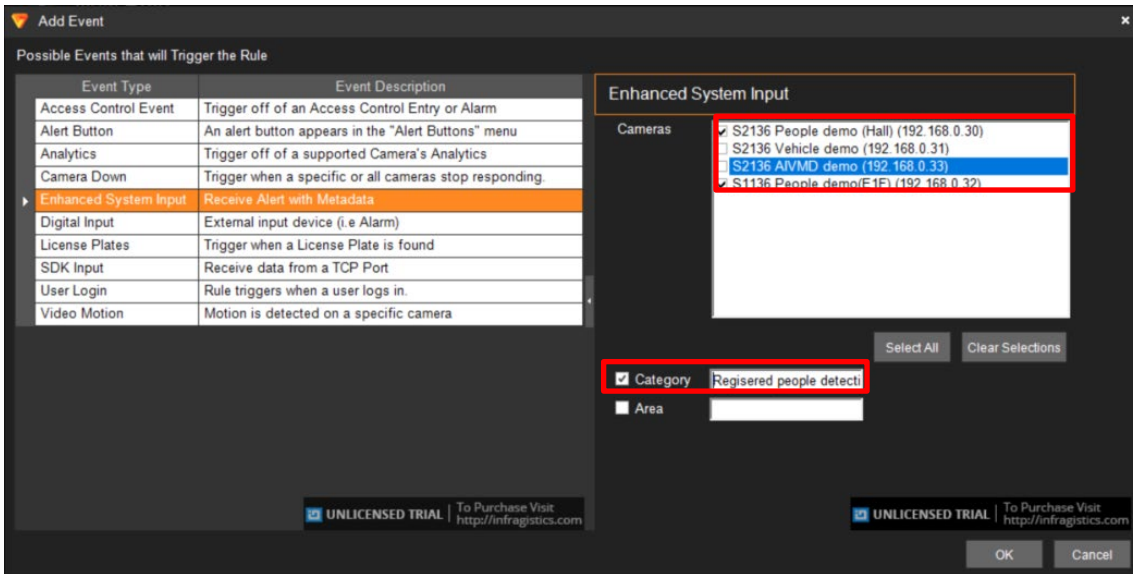 Add Event
Possible Events that will Trigger the Rule
Event Type Event Description
Access Control Event Trigger off of an Access Control Entry or Alarm
Alert Button An alert button appears in the "Alert Buttons" menu
Analytics Trigger off of a supported Camera's Analytics
Camera Down Trigger when a specific or all cameras stop responding.
Enhanced System Input Receive Alert with Metadata
Digital Input External input device (i.e Alarm)
License Plates Trigger when a License Plate is found
SDK Input Receive data from a TCP Port
User Login Rule triggers when a user logs in.
Video Motion Motion is detected on a specific camera
UNLICENSED TRIAL To Purchase Visit
http://infragistics.com
Enhanced System Input
Cameras
S2136 People demo (Hall) (192.168.0.30)
S2136 Vehicle demo (192.168.0.31)
S2136 AIVMD demo (192.168.0.33)
S1136 People demo(E1F) (192.168.0.32)
Select All Clear Selections
Category Regisered people detecti
Area
UNLICENSED TRIAL To Purchase Visit
http://infragistics.com
OK Cancel